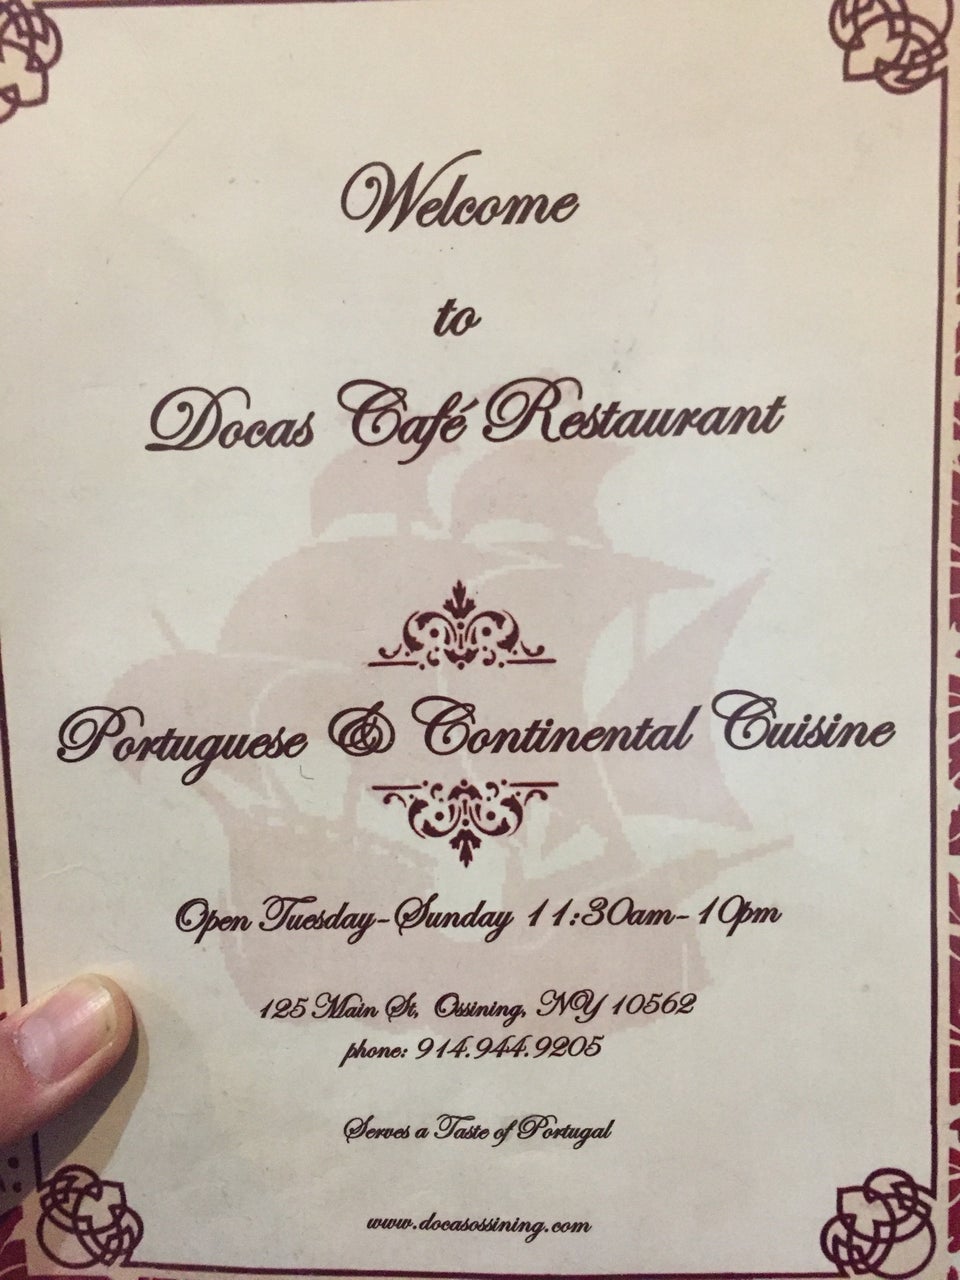 Welcome
to
Docas Café Restaurant
Portuguese & Continental Cuisine
Open Tuesday-Sunday 11:30am-10pm
125 Main St, Ossining, NY 10562
phone: 914.944.9205
Serves a Taste of Portugal
www.docasossining.com